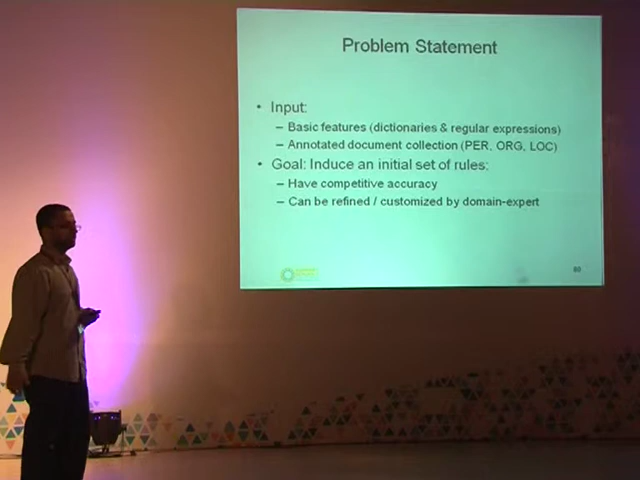 Problem Statement
• Input:
– Basic features (dictionaries & regular expressions)
– Annotated document collection (PER, ORG, LOC)
• Goal: Induce an initial set of rules:
– Have competitive accuracy
– Can be refined / customized by domain-expert